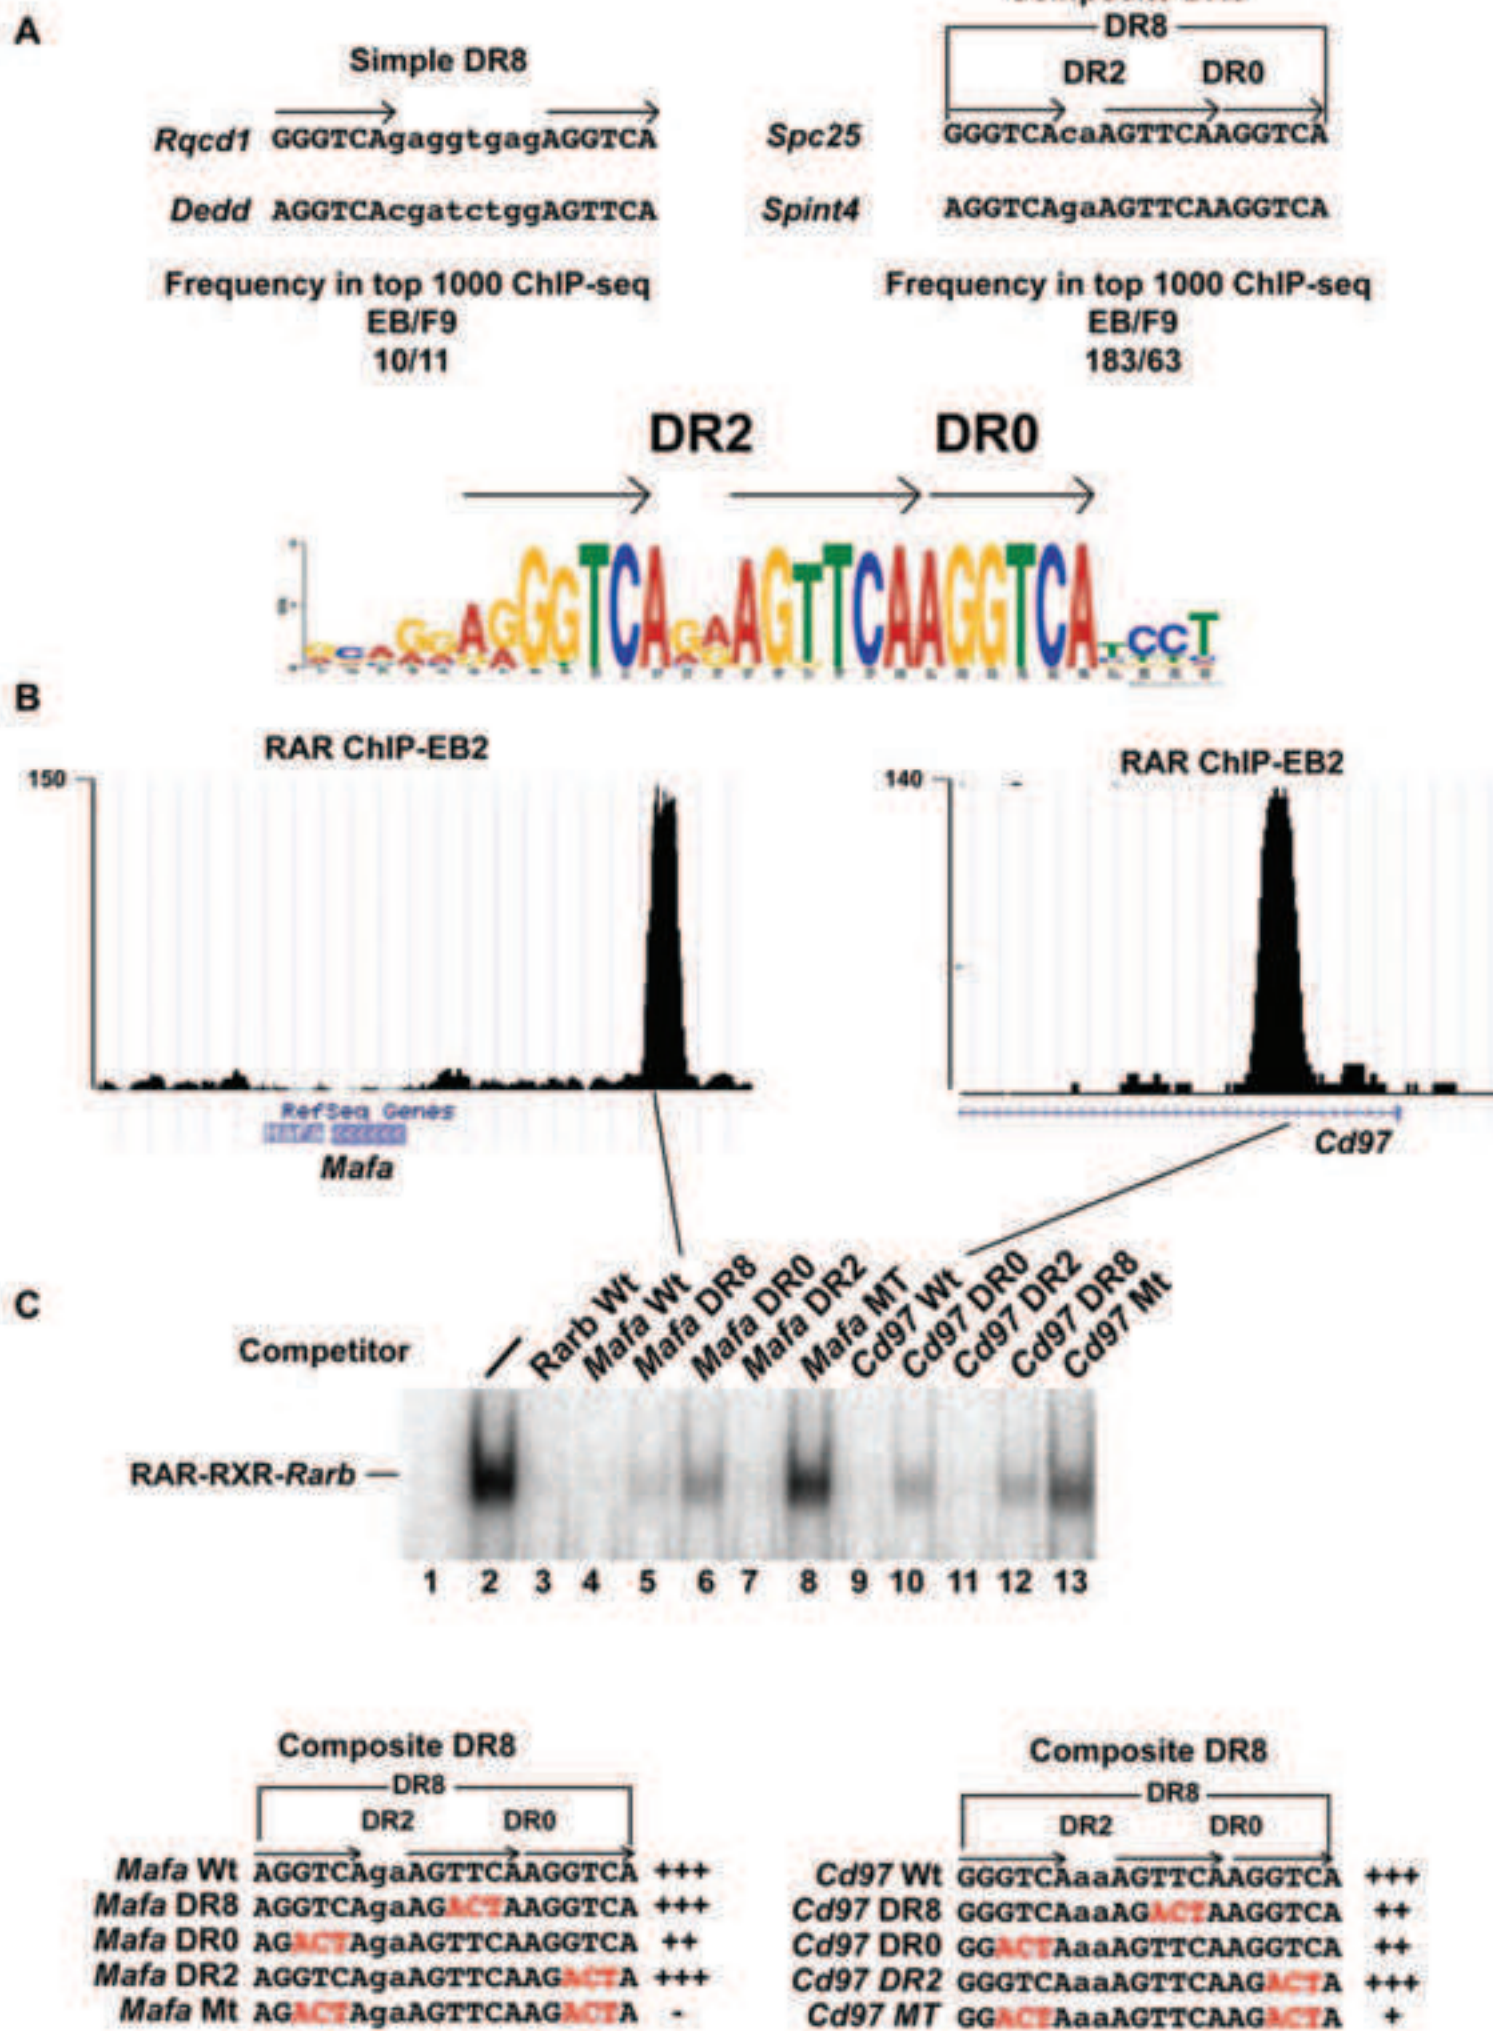 A
Simple DR8
DR8
DR2 DR0
Rqcd1 GGGTCAgaggtgagAGGTCA
Spc25 GGGTCAcaAGTTCAAGGTCA
Dedd AGGTCAcgatctggAGTTCA
Spint4 AGGTCAgaAGTTCAAGGTCA
Frequency in top 1000 ChIP-seq
EB/F9
10/11
Frequency in top 1000 ChIP-seq
EB/F9
183/63
DR2 DR0
B
RAR ChIP-EB2
150
RefSeq Genes
Mafa
RAR ChIP-EB2
140
Cd97
C
Competitor
/
Rarb Wt
Mafa Wt
Mafa DR8
Mafa DR0
Mafa DR2
Mafa MT
Cd97 Wt
Cd97 DR0
Cd97 DR2
Cd97 DR8
Cd97 Mt
RAR-RXR-Rarb
1 2 3 4 5 6 7 8 9 10 11 12 13
Composite DR8
DR8
DR2 DR0
Mafa Wt AGGTCAgaAGTTCAAGGTCA +++
Mafa DR8 AGGTCAgaAGACTAAGGTCA +++
Mafa DR0 AGACTAgaAGTTCAAGGTCA ++
Mafa DR2 AGGTCAgaAGTTCAAGACTA +++
Mafa Mt AGACTAgaAGTTCAAGACTA -
Composite DR8
DR8
DR2 DR0
Cd97 Wt GGGTCAaaAGTTCAAGGTCA +++
Cd97 DR8 GGGTCAaaAGACTAAGGTCA ++
Cd97 DR0 GGACTAaaAGTTCAAGGTCA ++
Cd97 DR2 GGGTCAaaAGTTCAAGACTA +++
Cd97 MT GGACTAaaAGTTCAAGACTA +